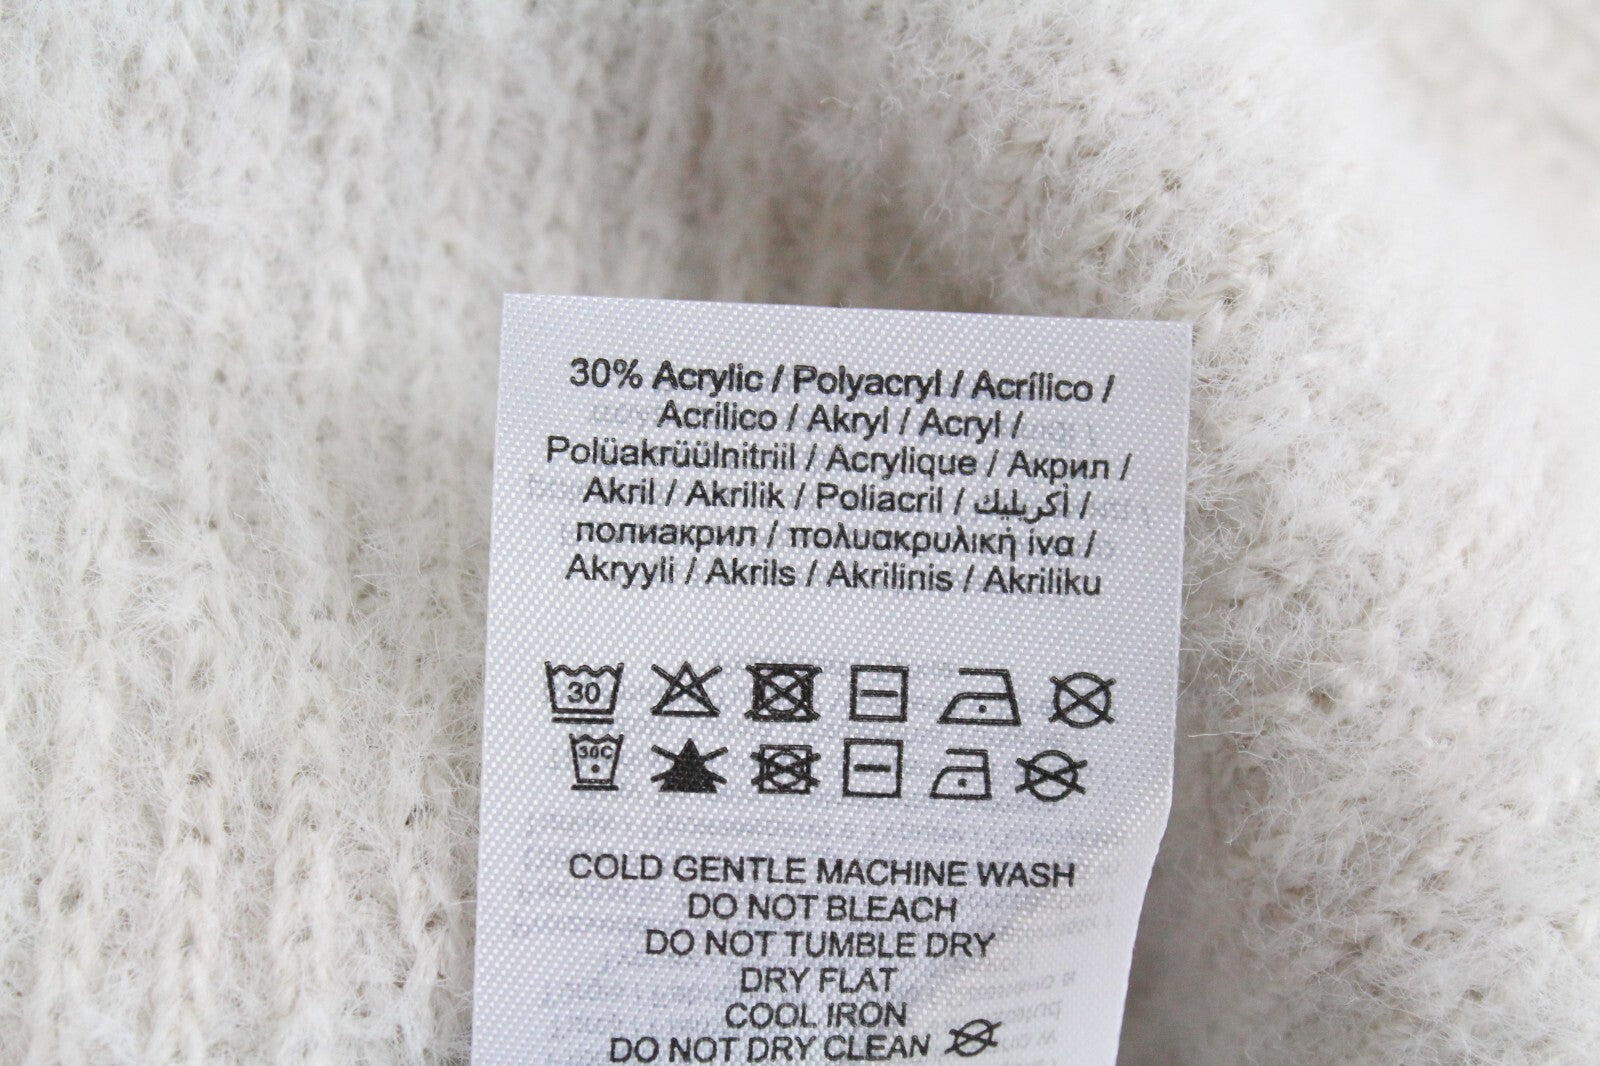 30% Acrylic / Polyacryl / Acrílico /
Acrilico / Akryl / Acryl /
Polüakrüülnitriil / Acrylique / Акрил /
Akril / Akrilik / Poliacril / أكريليك /
полиакрил / πολυακρυλική ίνα /
Akryyli / Akrils / Akrilinis / Akriliku
30
30C
COLD GENTLE MACHINE WASH
DO NOT BLEACH
DO NOT TUMBLE DRY
DRY FLAT
COOL IRON
DO NOT DRY CLEAN